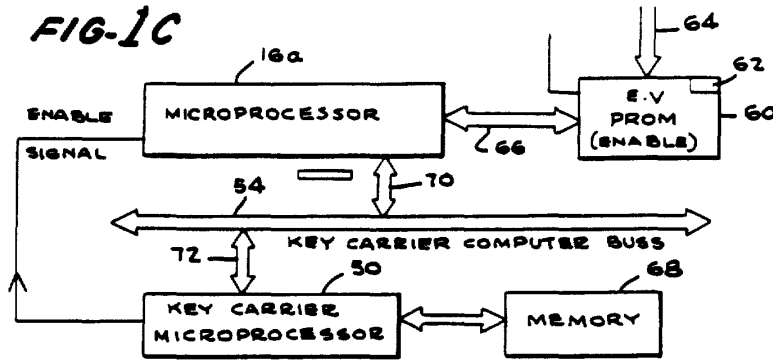 FIG-1C
16a
MICROPROCESSOR
ENABLE
SIGNAL
64
62
E.V
PROM
(ENABLE)
60
66
70
54
KEY CARRIER COMPUTER BUSS
72
50
KEY CARRIER
MICROPROCESSOR
68
MEMORY